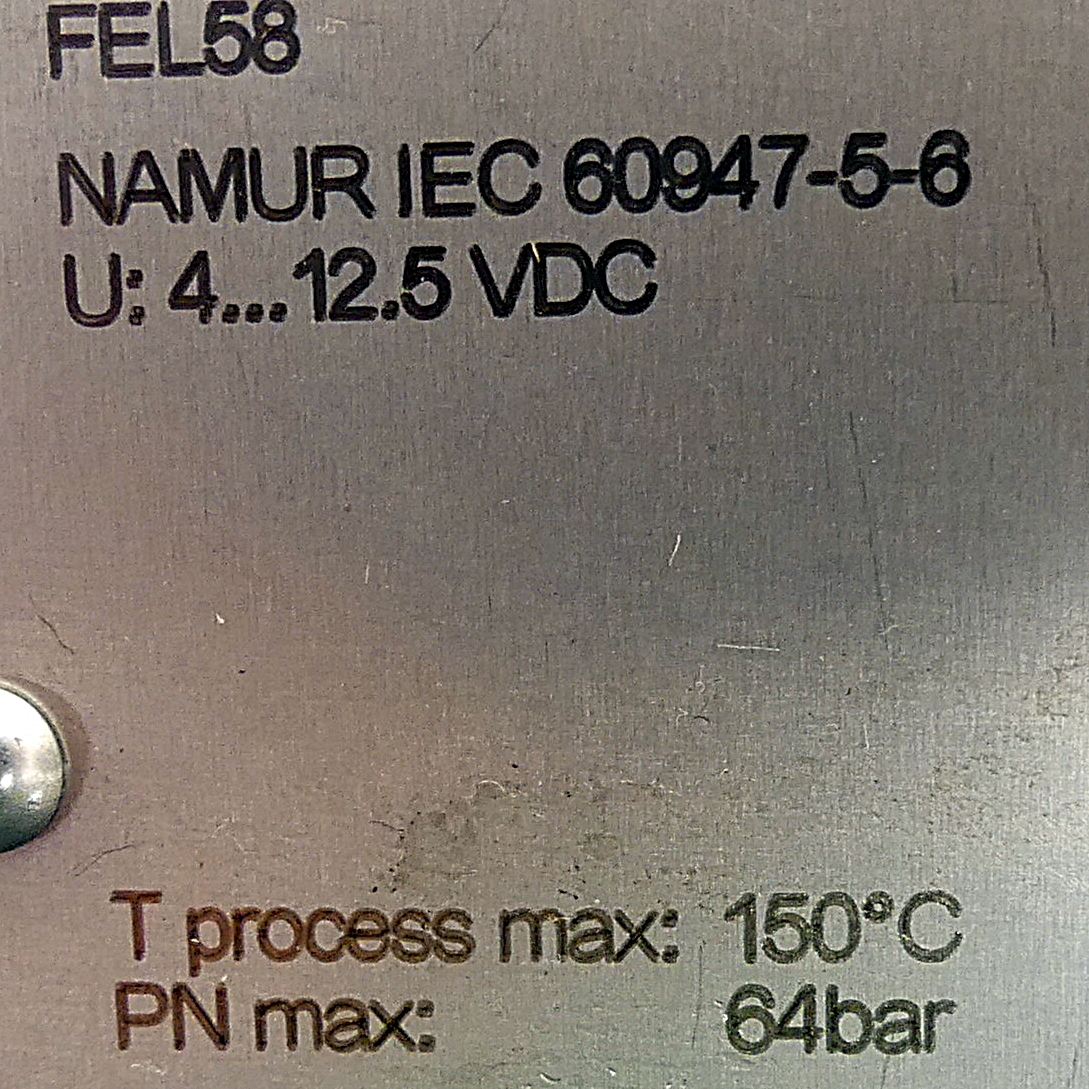 FEL58
NAMUR IEC 60947-5-6
U: 4...12.5 VDC
T process max: 150°C
PN max: 64bar